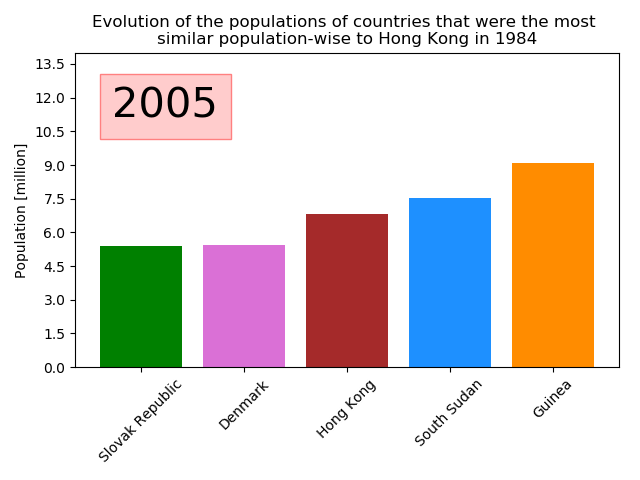 Evolution of the populations of countries that were the most
similar population-wise to Hong Kong in 1984
2005
Population [million]
13.5
12.0
10.5
9.0
7.5
6.0
4.5
3.0
1.5
0.0
Slovak Republic
Denmark
Hong Kong
South Sudan
Guinea